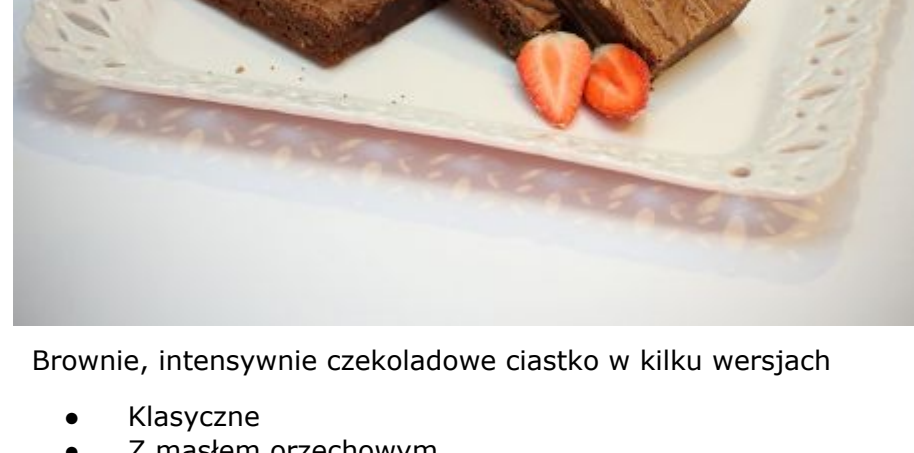 Brownie, intensywnie czekoladowe ciastko w kilku wersjach
● Klasyczne
● Z masłem orzechowym